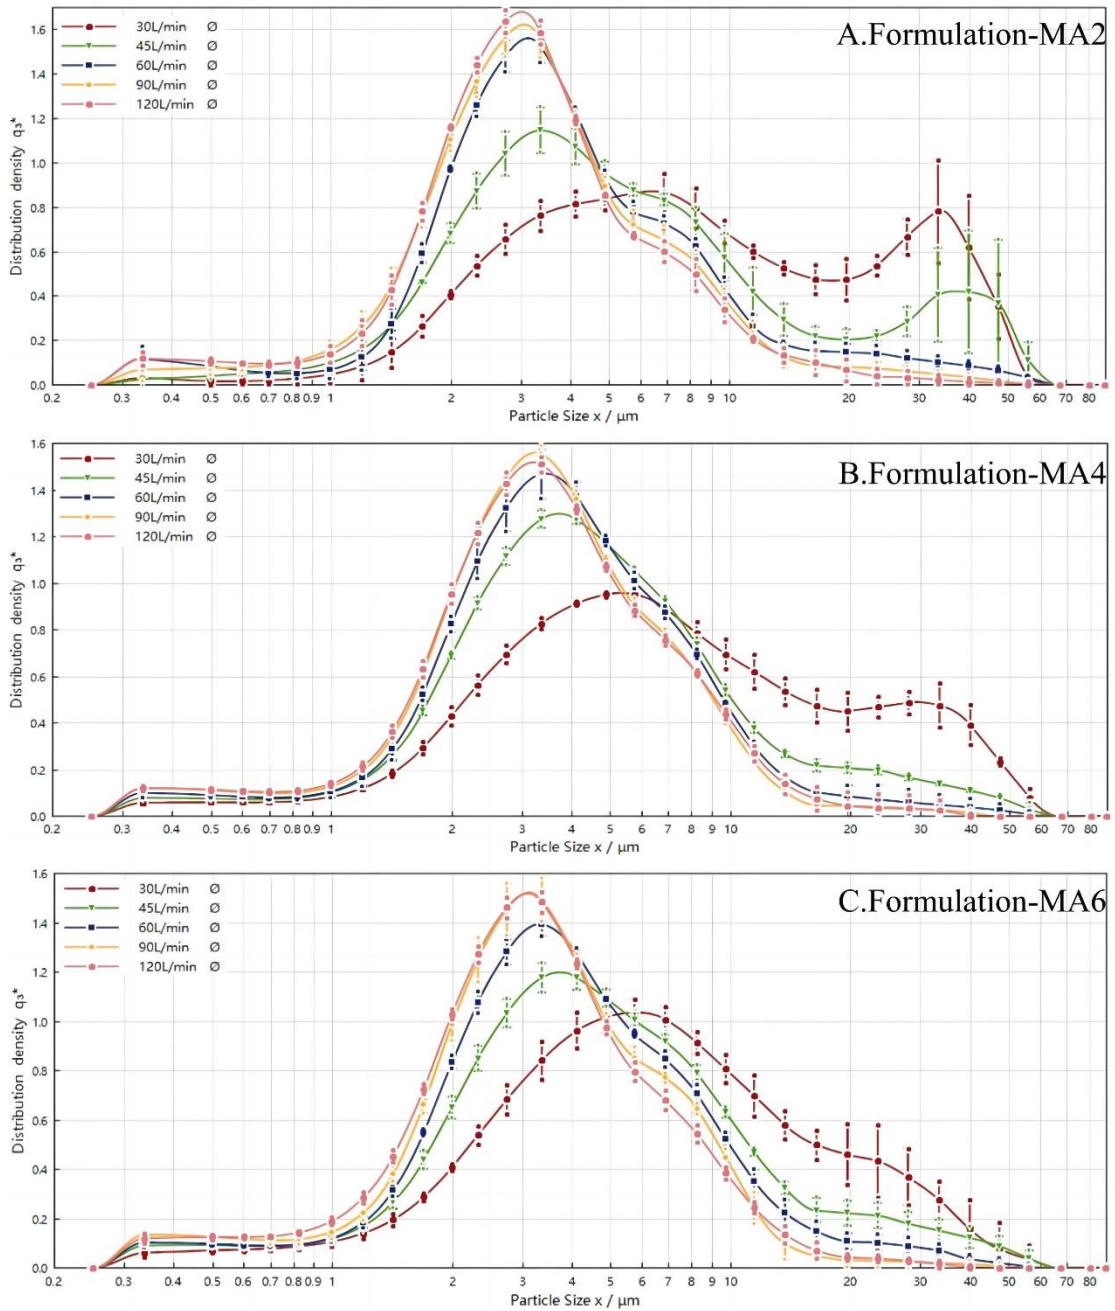 A.Formulation-MA2
30L/min Ø
45L/min Ø
60L/min Ø
90L/min Ø
120L/min Ø
Distribution density q₃*
1.6
1.4
1.2
1.0
0.8
0.6
0.4
0.2
0.0
0.2 0.3 0.4 0.5 0.6 0.7 0.8 0.9 1 2 3 4 5 6 7 8 9 10 20 30 40 50 60 70 80
Particle Size x / µm
B.Formulation-MA4
30L/min Ø
45L/min Ø
60L/min Ø
90L/min Ø
120L/min Ø
Distribution density q₃*
1.6
1.4
1.2
1.0
0.8
0.6
0.4
0.2
0.0
0.2 0.3 0.4 0.5 0.6 0.7 0.8 0.9 1 2 3 4 5 6 7 8 9 10 20 30 40 50 60 70 80
Particle Size x / µm
C.Formulation-MA6
30L/min Ø
45L/min Ø
60L/min Ø
90L/min Ø
120L/min Ø
Distribution density q₃*
1.6
1.4
1.2
1.0
0.8
0.6
0.4
0.2
0.0
0.2 0.3 0.4 0.5 0.6 0.7 0.8 0.9 1 2 3 4 5 6 7 8 9 10 20 30 40 50 60 70 80
Particle Size x / µm